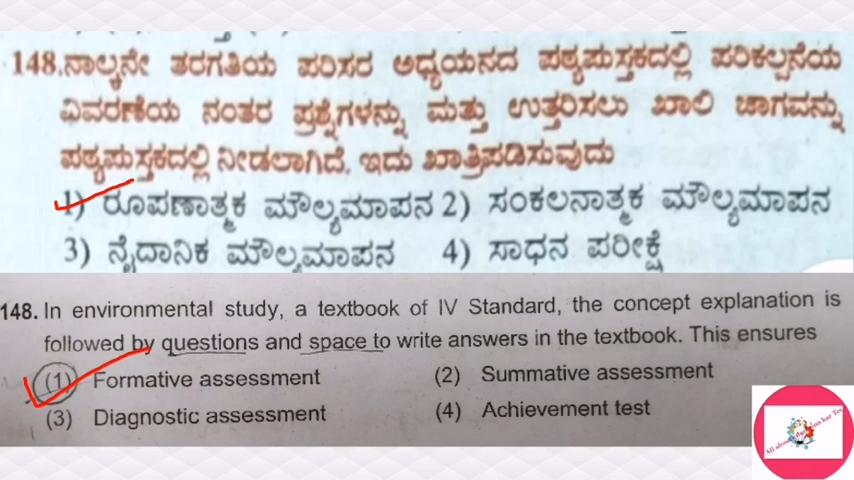 148.ನಾಲ್ಕನೇ ತರಗತಿಯ ಪರಿಸರ ಅಧ್ಯಯನದ ಪಠ್ಯಪುಸ್ತಕದಲ್ಲಿ ಪರಿಕಲ್ಪನೆಯ
ವಿವರಣೆಯ ನಂತರ ಪ್ರಶ್ನೆಗಳನ್ನು ಮತ್ತು ಉತ್ತರಿಸಲು ಖಾಲಿ ಜಾಗವನ್ನು
ಪಠ್ಯಪುಸ್ತಕದಲ್ಲಿ ನೀಡಲಾಗಿದೆ. ಇದು ಖಾತ್ರಿಪಡಿಸುವುದು
1) ರೂಪಣಾತ್ಮಕ ಮೌಲ್ಯಮಾಪನ 2) ಸಂಕಲನಾತ್ಮಕ ಮೌಲ್ಯಮಾಪನ
3) ನೈದಾನಿಕ ಮೌಲ್ಯಮಾಪನ 4) ಸಾಧನ ಪರೀಕ್ಷೆ
148. In environmental study, a textbook of IV Standard, the concept explanation is
followed by questions and space to write answers in the textbook. This ensures
(1) Formative assessment (2) Summative assessment
(3) Diagnostic assessment (4) Achievement test
All about